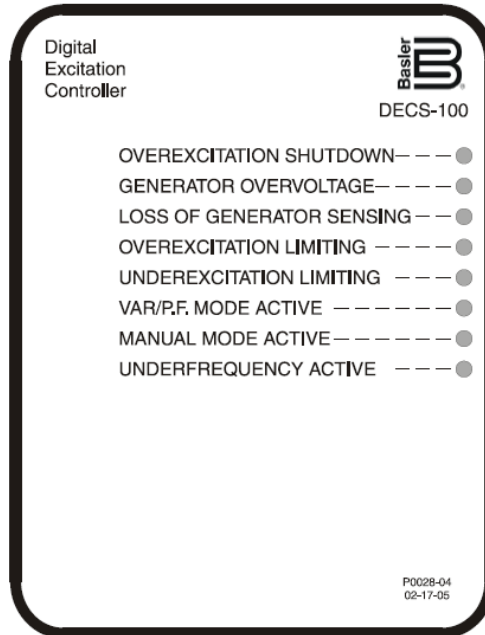 Digital
Excitation
Controller
Basler
DECS-100
OVEREXCITATION SHUTDOWN
GENERATOR OVERVOLTAGE
LOSS OF GENERATOR SENSING
OVEREXCITATION LIMITING
UNDEREXCITATION LIMITING
VAR/P.F. MODE ACTIVE
MANUAL MODE ACTIVE
UNDERFREQUENCY ACTIVE
P0028-04
02-17-05